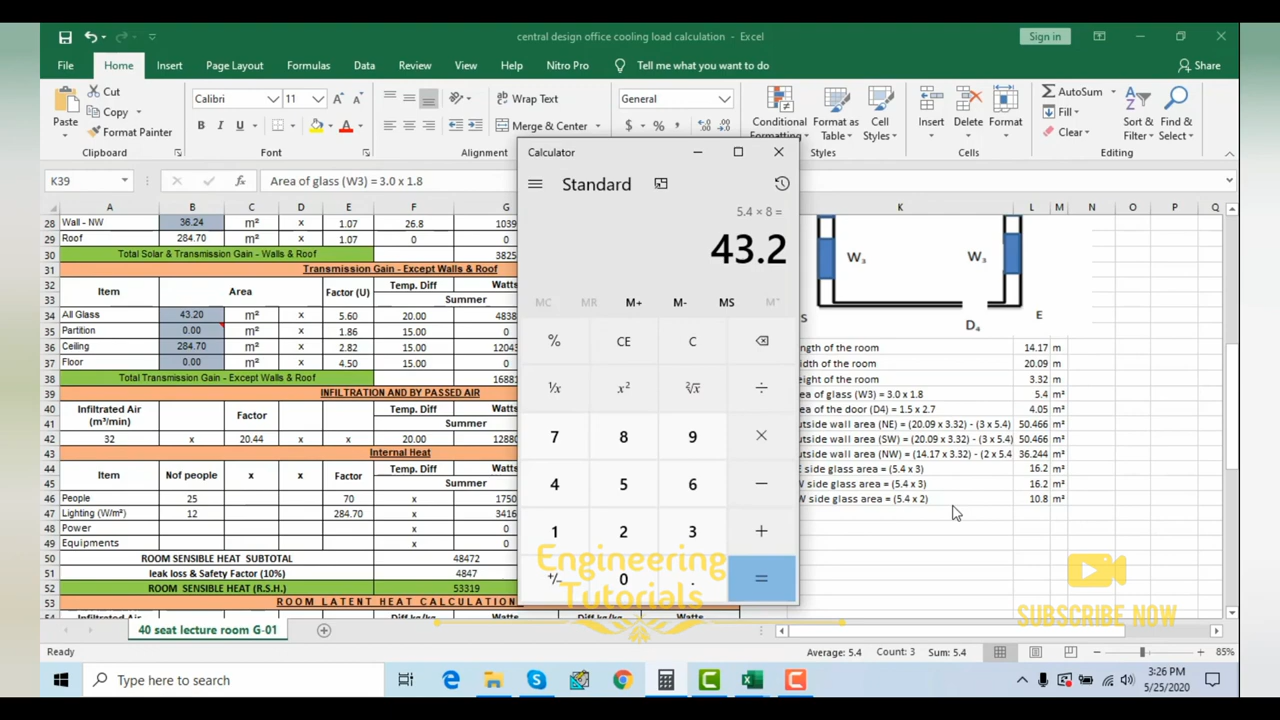 central design office cooling load calculation - Excel
Sign in
File Home Insert Page Layout Formulas Data Review View Help Nitro Pro Tell me what you want to do Share
Paste
Cut
Copy
Format Painter
Calibri 11
B I U
Wrap Text
Merge & Center
General
$ %
Conditional Formatting
Format as Table
Cell Styles
Insert Delete Format
AutoSum
Fill
Clear
Sort & Filter
Find & Select
Clipboard Font Alignment Styles Cells Editing
K39 fx Area of glass (W3) = 3.0 x 1.8
A B C D E F G K L M N O P Q
28 Wall - NW 36.24 m² x 1.07 26.8 1039
29 Roof 284.70 m² x 1.07 0 0
30 Total Solar & Transmission Gain - Walls & Roof 3825
31 Transmission Gain - Except Walls & Roof
32 Item Area Factor (U) Temp. Diff Watts
33 Summer
34 All Glass 43.20 m² x 5.60 20.00 4838
35 Partition 0.00 m² x 1.86 15.00 0
36 Ceiling 284.70 m² x 2.82 15.00 12043
37 Floor 0.00 m² x 4.50 15.00 0
38 Total Transmission Gain - Except Walls & Roof 16881
39 INFILTRATION AND BY PASSED AIR
40 Infiltrated Air (m³/min) Factor Temp. Diff Watts
41 Summer
42 32 x 20.44 x x 20.00 12880
43 Internal Heat
44 Item Nof people x x Factor Temp. Diff Watts
45 Summer
46 People 25 70 x 1750
47 Lighting (W/m²) 12 284.70 x 3416
48 Power x 0
49 Equipments x 0
50 ROOM SENSIBLE HEAT SUBTOTAL 48472
51 leak loss & Safety Factor (10%) 4847
52 ROOM SENSIBLE HEAT (R.S.H.) 53319
53 ROOM LATENT HEAT CALCULATION
Calculator
Standard
5.4 × 8 =
43.2
MC MR M+ M- MS M˅
% CE C
¹/x x² ²√x ÷
7 8 9 ×
4 5 6 −
1 2 3 +
+/− 0 . =
W₃ W₃
S E
D₄
ngth of the room 14.17 m
idth of the room 20.09 m
eight of the room 3.32 m
ea of glass (W3) = 3.0 x 1.8 5.4 m²
ea of the door (D4) = 1.5 x 2.7 4.05 m²
utside wall area (NE) = (20.09 x 3.32) - (3 x 5.4) 50.466 m²
utside wall area (SW) = (20.09 x 3.32) - (3 x 5.4) 50.466 m²
utside wall area (NW) = (14.17 x 3.32) - (2 x 5.4 36.244 m²
E side glass area = (5.4 x 3) 16.2 m²
W side glass area = (5.4 x 3) 16.2 m²
W side glass area = (5.4 x 2) 10.8 m²
Engineering
Tutorials
SUBSCRIBE NOW
40 seat lecture room G-01
Ready Average: 5.4 Count: 3 Sum: 5.4 85%
Type here to search
3:26 PM
5/25/2020